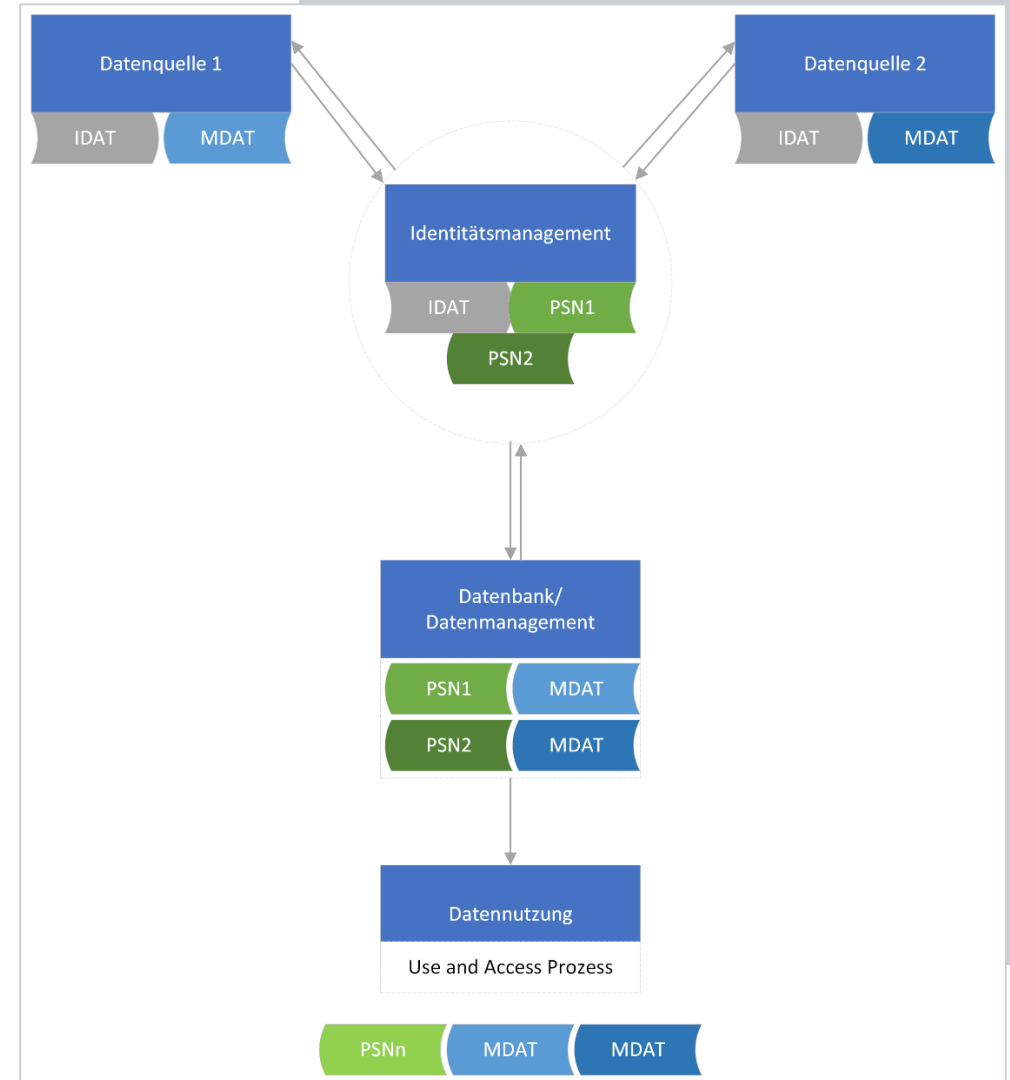 Datenquelle 1
Datenquelle 2
IDAT
MDAT
IDAT
MDAT
Identitätsmanagement
IDAT
PSN1
PSN2
Datenbank/
Datenmanagement
PSN1
MDAT
PSN2
MDAT
Datennutzung
Use and Access Prozess
PSNn
MDAT
MDAT